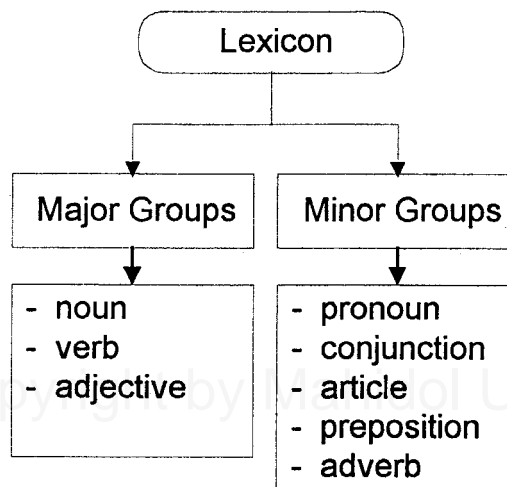 Lexicon
Major Groups
Minor Groups
- noun
- verb
- adjective
- pronoun
- conjunction
- article
- preposition
- adverb